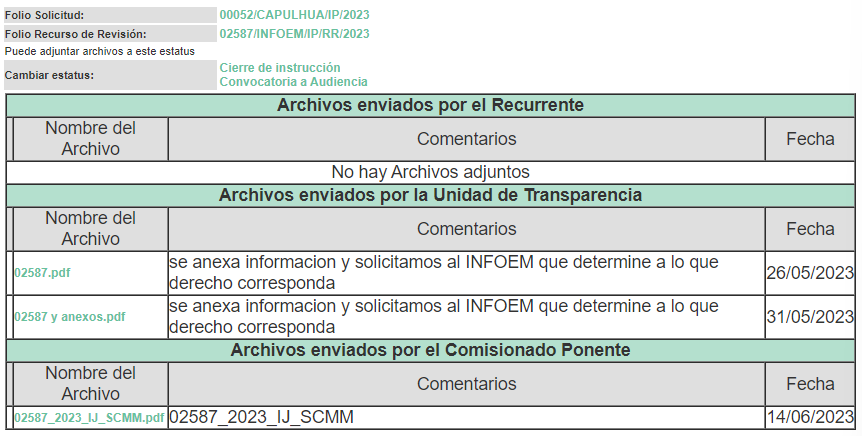 Folio Solicitud: 00052/CAPULHUA/IP/2023
Folio Recurso de Revisión: 02587/INFOEM/IP/RR/2023
Puede adjuntar archivos a este estatus
Cambiar estatus: Cierre de instrucción
Convocatoria a Audiencia
Archivos enviados por el Recurrente
Nombre del Archivo Comentarios Fecha
No hay Archivos adjuntos
Archivos enviados por la Unidad de Transparencia
Nombre del Archivo Comentarios Fecha
02587.pdf se anexa informacion y solicitamos al INFOEM que determine a lo que derecho corresponda 26/05/2023
02587 y anexos.pdf se anexa informacion y solicitamos al INFOEM que determine a lo que derecho corresponda 31/05/2023
Archivos enviados por el Comisionado Ponente
Nombre del Archivo Comentarios Fecha
02587_2023_IJ_SCMM.pdf 02587_2023_IJ_SCMM 14/06/2023